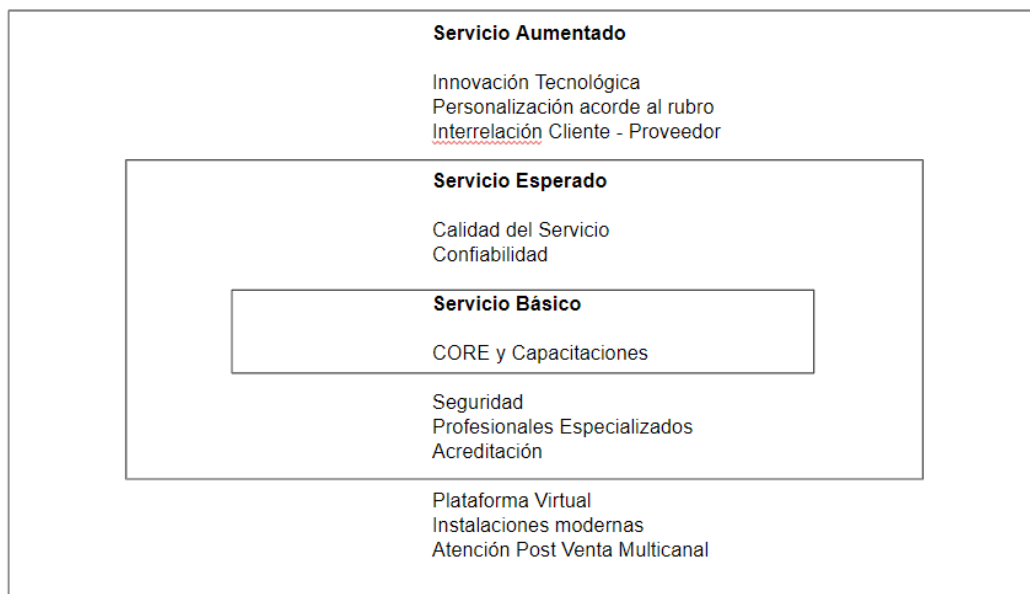 Servicio Aumentado
Innovación Tecnológica
Personalización acorde al rubro
Interrelación Cliente - Proveedor
Servicio Esperado
Calidad del Servicio
Confiabilidad
Servicio Básico
CORE y Capacitaciones
Seguridad
Profesionales Especializados
Acreditación
Plataforma Virtual
Instalaciones modernas
Atención Post Venta Multicanal